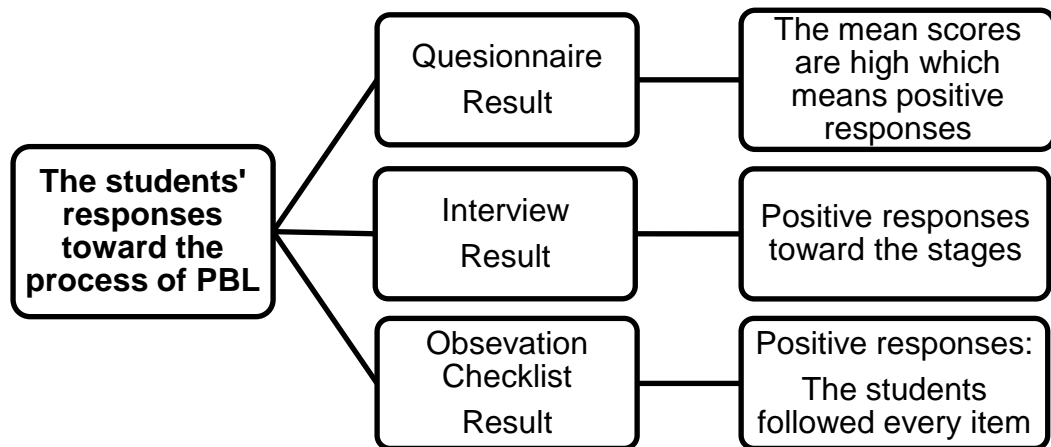 The students'
responses
toward the
process of PBL
Quesionnaire
Result
The mean scores
are high which
means positive
responses
Interview
Result
Positive responses
toward the stages
Obsevation
Checklist
Result
Positive responses:
The students
followed every item